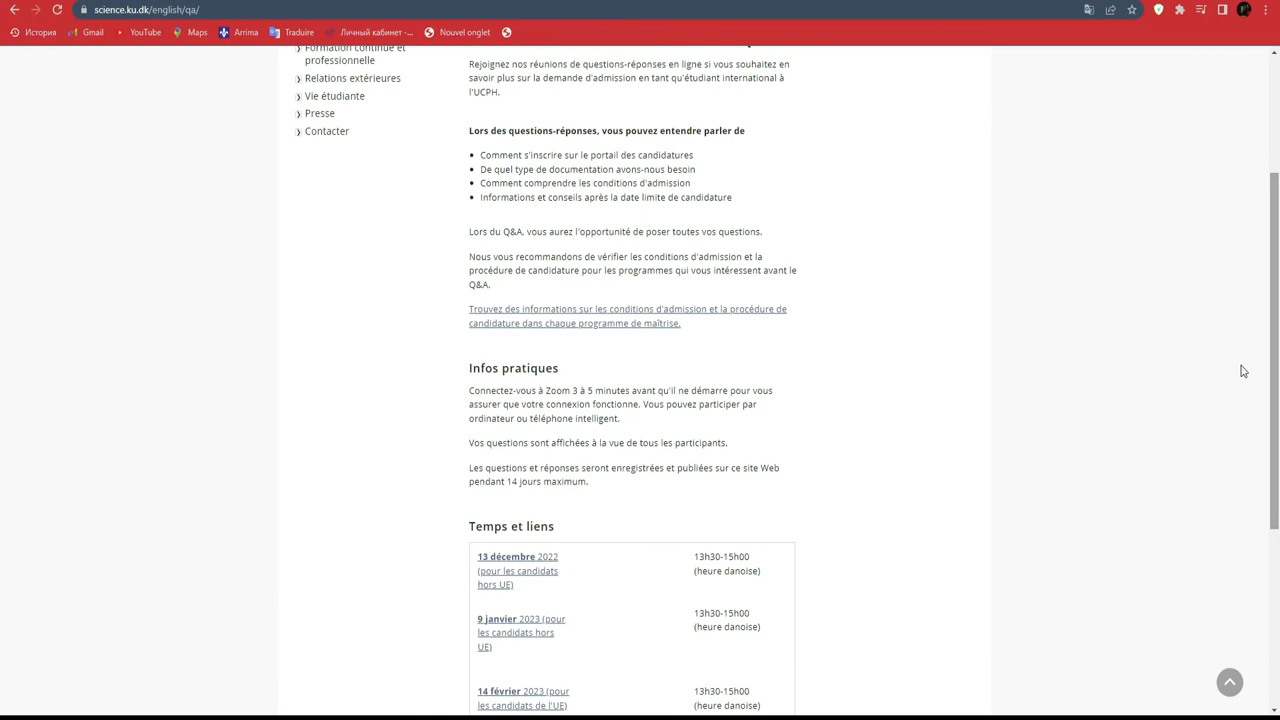 science.ku.dk/english/qa/
История Gmail YouTube Maps Arrima Traduire Личный кабинет -... Nouvel onglet
Formation continue et
professionnelle
Relations extérieures
Vie étudiante
Presse
Contacter
Rejoignez nos réunions de questions-réponses en ligne si vous souhaitez en
savoir plus sur la demande d'admission en tant qu'étudiant international à
l'UCPH.
Lors des questions-réponses, vous pouvez entendre parler de
• Comment s'inscrire sur le portail des candidatures
• De quel type de documentation avons-nous besoin
• Comment comprendre les conditions d'admission
• Informations et conseils après la date limite de candidature
Lors du Q&A, vous aurez l'opportunité de poser toutes vos questions.
Nous vous recommandons de vérifier les conditions d'admission et la
procédure de candidature pour les programmes qui vous intéressent avant le
Q&A.
Trouvez des informations sur les conditions d'admission et la procédure de
candidature dans chaque programme de maîtrise.
Infos pratiques
Connectez-vous à Zoom 3 à 5 minutes avant qu'il ne démarre pour vous
assurer que votre connexion fonctionne. Vous pouvez participer par
ordinateur ou téléphone intelligent.
Vos questions sont affichées à la vue de tous les participants.
Les questions et réponses seront enregistrées et publiées sur ce site Web
pendant 14 jours maximum.
Temps et liens
13 décembre 2022 13h30-15h00
(pour les candidats (heure danoise)
hors UE)
13h30-15h00
9 janvier 2023 (pour (heure danoise)
les candidats hors
UE)
14 février 2023 (pour 13h30-15h00
les candidats de l'UE) (heure danoise)